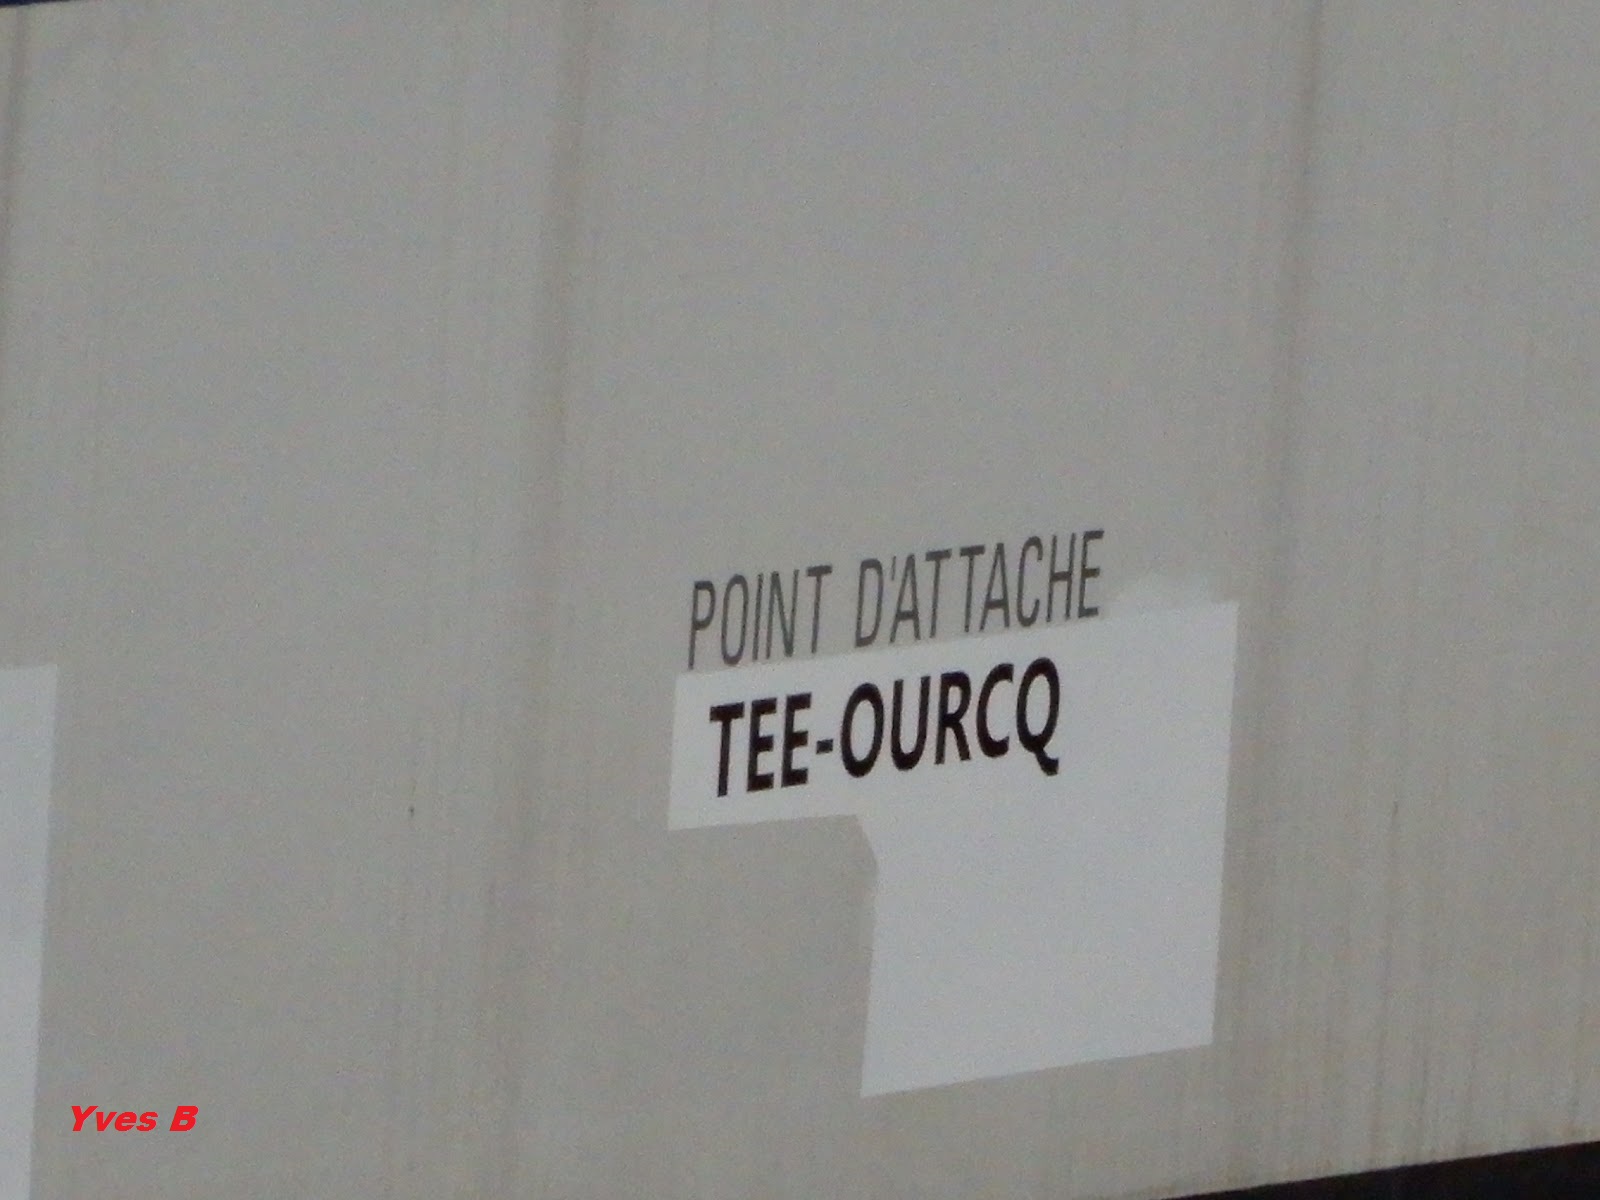 POINT D'ATTACHE
TEE-OURCQ
Yves B